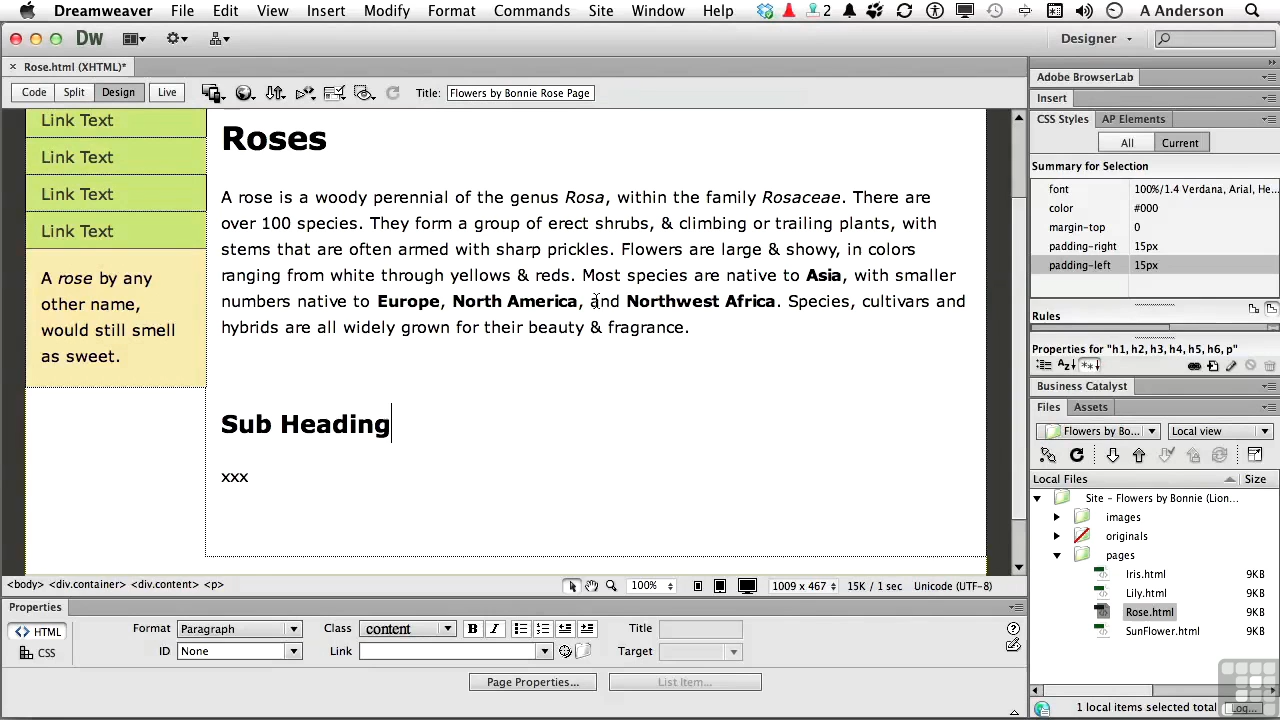 Dreamweaver File Edit View Insert Modify Format Commands Site Window Help 2 A Anderson
Dw Designer
Rose.html (XHTML)*
Code Split Design Live Title: Flowers by Bonnie Rose Page
Link Text
Link Text
Link Text
Link Text
A rose by any
other name,
would still smell
as sweet.
Roses
A rose is a woody perennial of the genus Rosa, within the family Rosaceae. There are
over 100 species. They form a group of erect shrubs, & climbing or trailing plants, with
stems that are often armed with sharp prickles. Flowers are large & showy, in colors
ranging from white through yellows & reds. Most species are native to Asia, with smaller
numbers native to Europe, North America, and Northwest Africa. Species, cultivars and
hybrids are all widely grown for their beauty & fragrance.
Sub Heading
xxx
<body> <div.container> <div.content> <p> 100% 1009 x 467 15K / 1 sec Unicode (UTF-8)
Properties
HTML Format Paragraph Class content B I Title
CSS ID None Link Target
Page Properties... List Item...
Adobe BrowserLab
Insert
CSS Styles AP Elements
All Current
Summary for Selection
font 100%/1.4 Verdana, Arial, He...
color #000
margin-top 0
padding-right 15px
padding-left 15px
Rules
Properties for "h1, h2, h3, h4, h5, h6, p"
Az
Business Catalyst
Files Assets
Flowers by Bo... Local view
Local Files Size
Site - Flowers by Bonnie (Lion...
images
originals
pages
Iris.html 9KB
Lily.html 9KB
Rose.html 9KB
SunFlower.html 9KB
1 local items selected total Log...